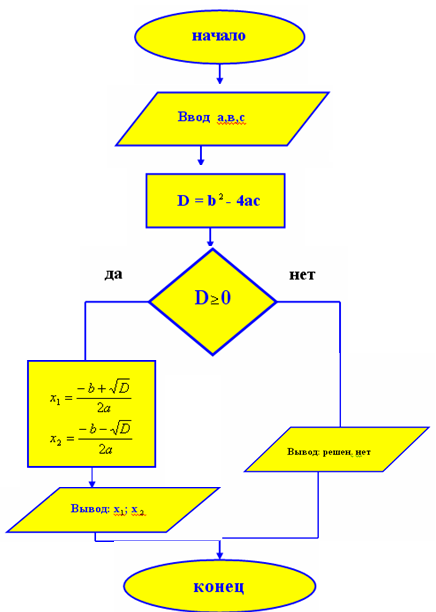 начало
Ввод а,в,с
D = b² - 4ac
да
нет
D≥0
x₁ = (-b+√D)/2a
x₂ = (-b-√D)/2a
Вывод: решен, нет
Вывод: x₁; x₂
конец